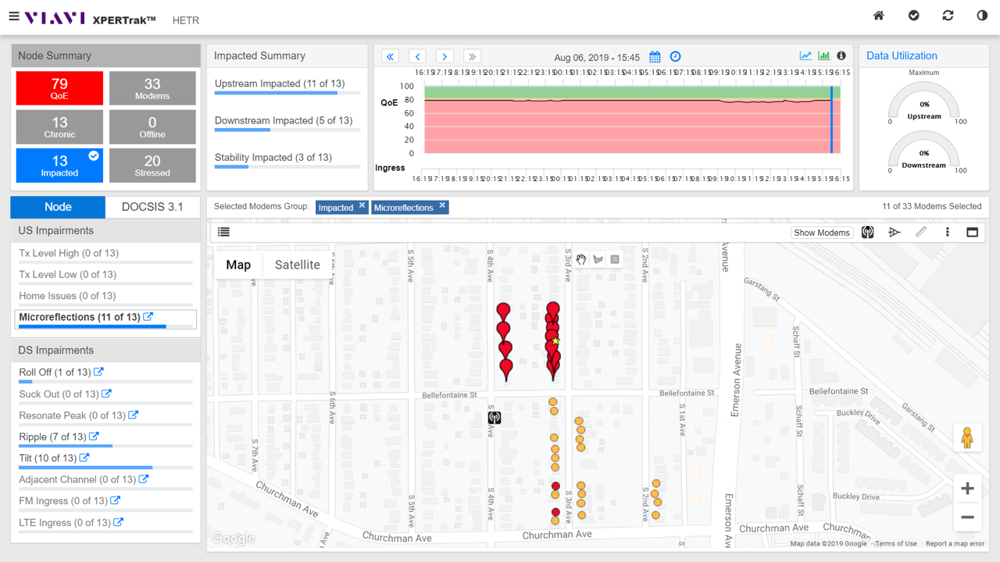 VIAVI XPERTrak™ HETR
Node Summary
79
QoE
33
Modems
13
Chronic
0
Offline
13
Impacted
20
Stressed
Impacted Summary
Upstream Impacted (11 of 13)
Downstream Impacted (5 of 13)
Stability Impacted (3 of 13)
Aug 06, 2019 - 15:45
16:15 17:15 18:15 19:15 20:15 21:15 22:15 23:15 00:15 01:15 02:15 03:15 04:15 05:15 06:15 07:15 08:15 09:15 10:15 11:15 12:15 13:15 14:15 15:15 16:15
QoE
100
80
60
40
20
0
Ingress
16:15 17:15 18:15 19:15 20:15 21:15 22:15 23:15 00:15 01:15 02:15 03:15 04:15 05:15 06:15 07:15 08:15 09:15 10:15 11:15 12:15 13:15 14:15 15:15 16:15
Data Utilization
Maximum
0%
Upstream
0 100
0%
Downstream
0 100
Node DOCSIS 3.1
US Impairments
Tx Level High (0 of 13)
Tx Level Low (0 of 13)
Home Issues (0 of 13)
Microreflections (11 of 13)
DS Impairments
Roll Off (1 of 13)
Suck Out (0 of 13)
Resonate Peak (0 of 13)
Ripple (7 of 13)
Tilt (10 of 13)
Adjacent Channel (0 of 13)
FM Ingress (0 of 13)
LTE Ingress (0 of 13)
Selected Modems Group: Impacted × Microreflections × 11 of 33 Modems Selected
Show Modems
Map Satellite
S 5th Ave
S 4th Ave
S 3rd Ave
S 2nd Ave
Avenue
Garstang St
Schaff St
Emerson Avenue
Bellefontaine St
Bellefontaine St
Bellefontaine St
S 6th Ave
S 1st Ave
Schaff St
Buckley Drive
Garstang St
S 7th Ave
Churchman Ave
S 5th Ave
S 4th Ave
S 3rd Ave
S 2nd Ave
Emerson Ave
Schaff St
Buckley Drive
Churchman Ave
Churchman Ave
Churchman Ave
Google
Map data ©2019 Google Terms of Use Report a map error